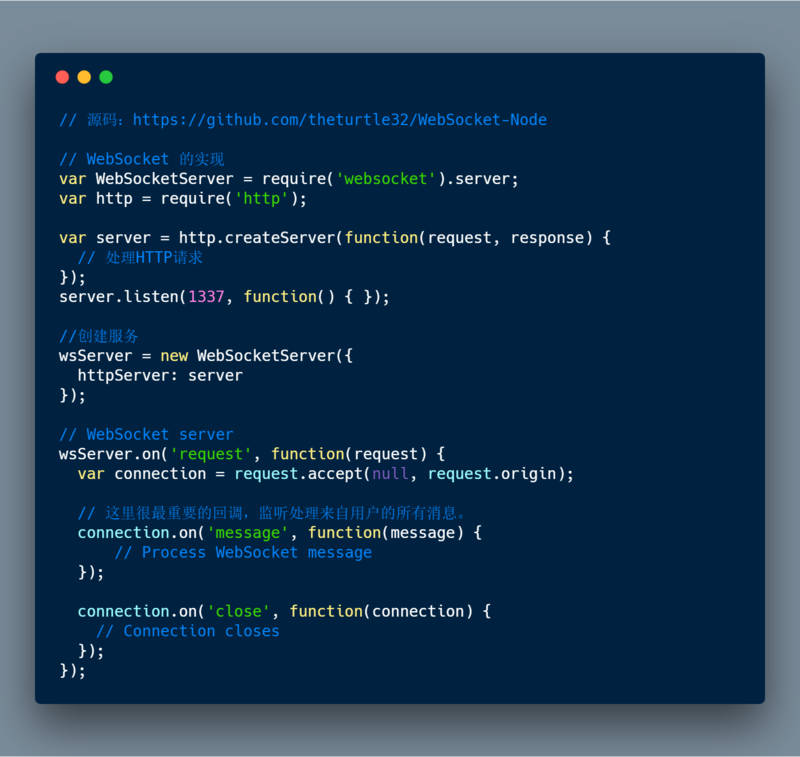 // 源码：https://github.com/theturtle32/WebSocket-Node
// WebSocket 的实现
var WebSocketServer = require('websocket').server;
var http = require('http');
var server = http.createServer(function(request, response) {
// 处理HTTP请求
});
server.listen(1337, function() { });
//创建服务
wsServer = new WebSocketServer({
httpServer: server
});
// WebSocket server
wsServer.on('request', function(request) {
var connection = request.accept(null, request.origin);
// 这里很最重要的回调，监听处理来自用户的所有消息。
connection.on('message', function(message) {
// Process WebSocket message
});
connection.on('close', function(connection) {
// Connection closes
});
});